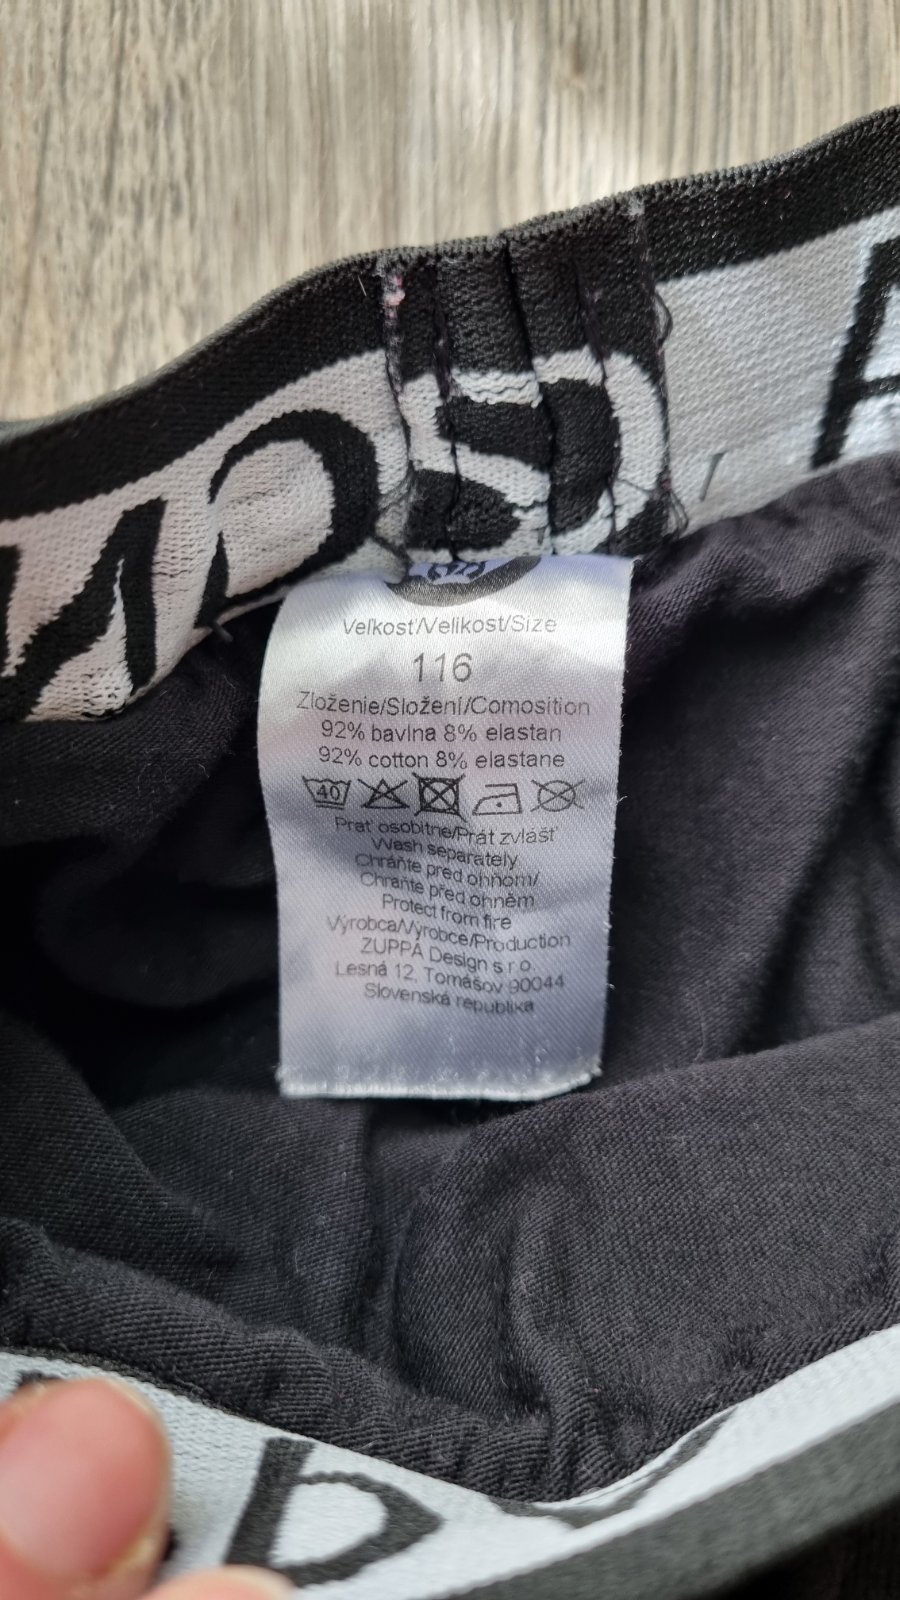 Veľkosť/Velikost/Size
116
Zloženie/Složení/Comosition
92% bavlna 8% elastan
92% cotton 8% elastane
40
Prať osobitne/Prát zvlášť
Wash separately
Chráňte pred ohňom/
Chraňte před ohněm
Protect from fire
Výrobca/Výrobce/Production
ZUPPA Design s r o
Lesná 12, Tomášov 90044
Slovenská republika